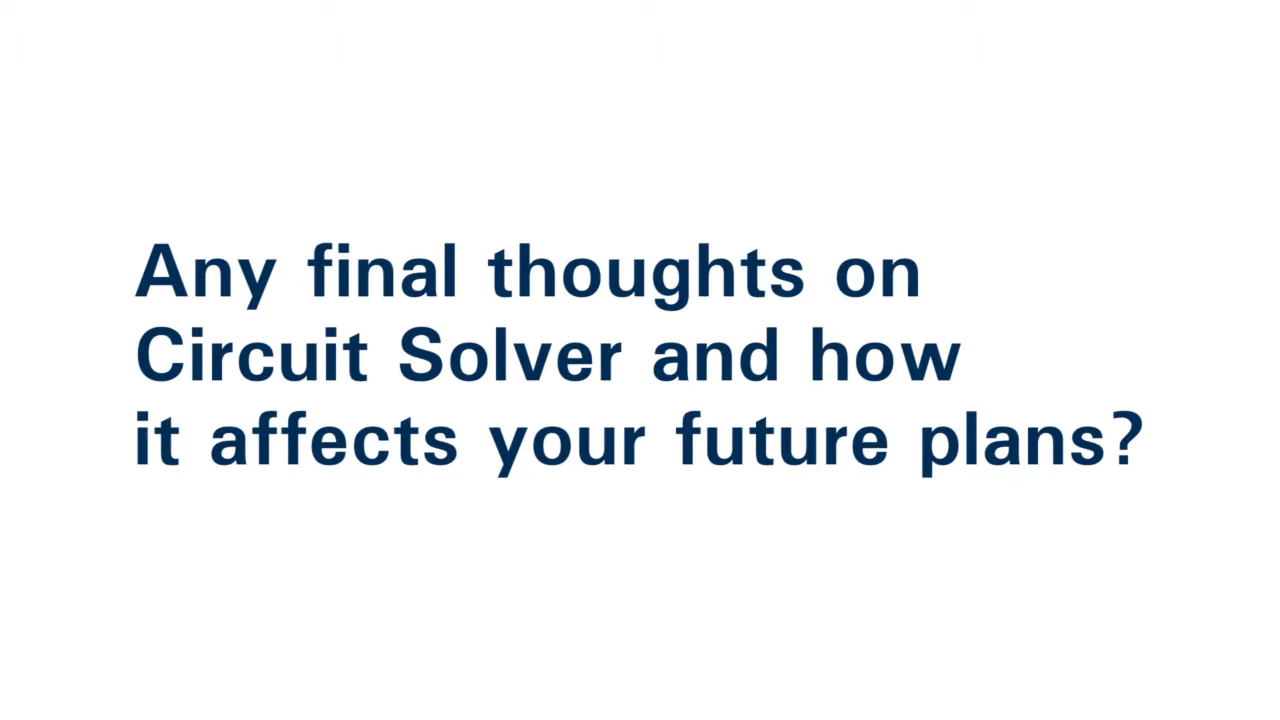 Any final thoughts on
Circuit Solver and how
it affects your future plans?